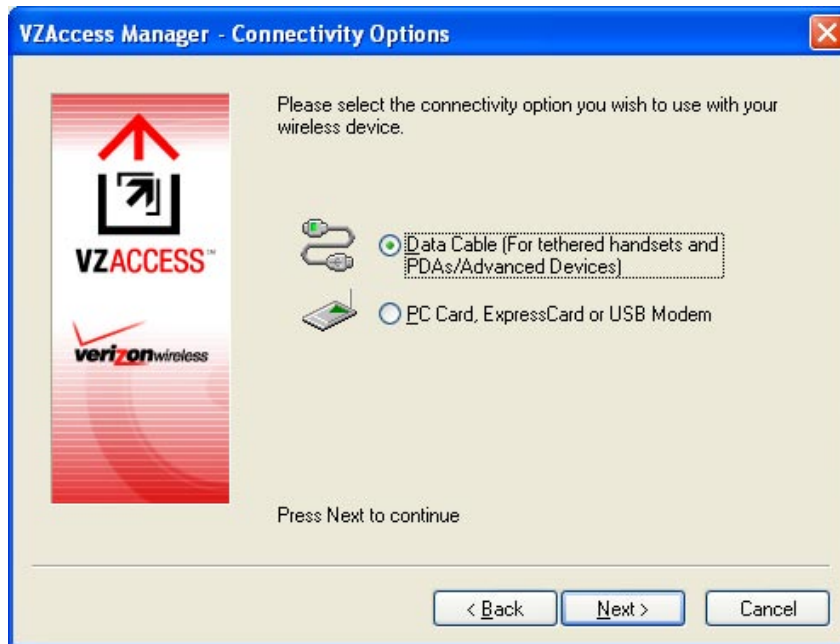 VZAccess Manager - Connectivity Options
Please select the connectivity option you wish to use with your
wireless device.
VZACCESS™
verizonwireless
Data Cable (For tethered handsets and
PDAs/Advanced Devices)
PC Card, ExpressCard or USB Modem
Press Next to continue
< Back
Next >
Cancel